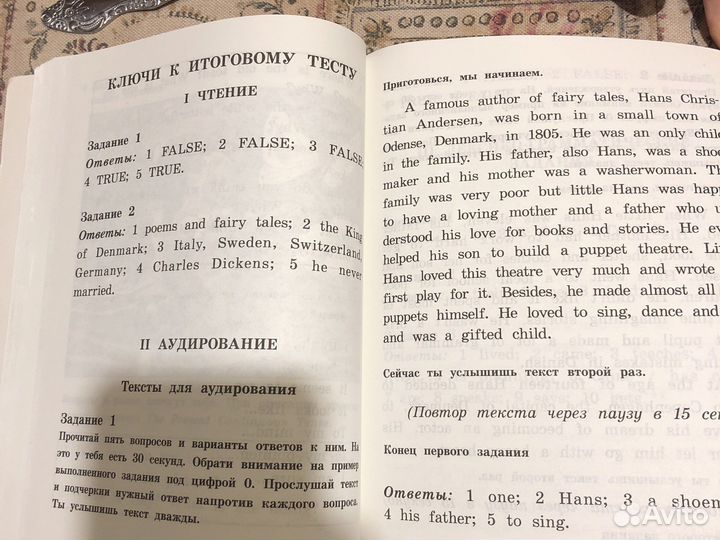 КЛЮЧИ К ИТОГОВОМУ ТЕСТУ
I ЧТЕНИЕ
Задание 1
Ответы: 1 FALSE; 2 FALSE; 3 FALSE;
4 TRUE; 5 TRUE.
Задание 2
Ответы: 1 poems and fairy tales; 2 the King
of Denmark; 3 Italy, Sweden, Switzerland,
Germany; 4 Charles Dickens; 5 he never
married.
II АУДИРОВАНИЕ
Тексты для аудирования
Задание 1
Прочитай пять вопросов и варианты ответов к ним. На
это у тебя есть 30 секунд. Обрати внимание на пример
выполненного задания под цифрой 0. Прослушай текст
и подчеркни нужный ответ напротив каждого вопроса.
Ты услышишь текст дважды.
Приготовься, мы начинаем.
A famous author of fairy tales, Hans Chris-
tian Andersen, was born in a small town of
Odense, Denmark, in 1805. He was an only child
in the family. His father, also Hans, was a shoe
maker and his mother was a washerwoman. The
family was very poor but little Hans was happ
to have a loving mother and a father who u
derstood his love for books and stories. He ev
helped his son to build a puppet theatre. Li
Hans loved this theatre very much and wrote
first play for it. Besides, he made almost all
puppets himself. He loved to sing, dance and
and was a gifted child.
Сейчас ты услышишь текст второй раз.
(Повтор текста через паузу в 15 сек
Конец первого задания
Ответы: 1 one; 2 Hans; 3 a shoem
4 his father; 5 to sing.
Avito